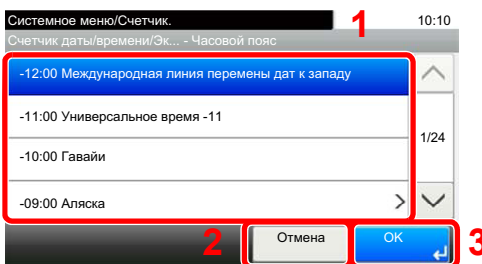 Системное меню/Счетчик. 1 10:10
Счетчик даты/времени/Эк... - Часовой пояс
-12:00 Международная линия перемены дат к западу
-11:00 Универсальное время -11
1/24
-10:00 Гавайи
-09:00 Аляска
2 Отмена OK 3